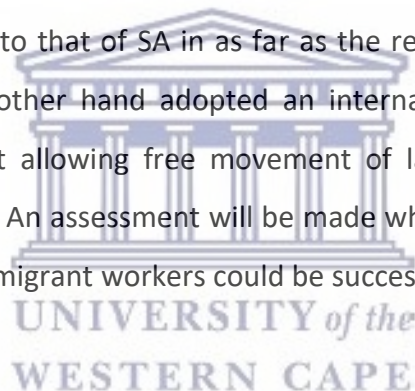 to that of SA in as far as the re
other hand adopted an interna
t allowing free movement of la
An assessment will be made wh
migrant workers could be succes
UNIVERSITY of the
WESTERN CAPE